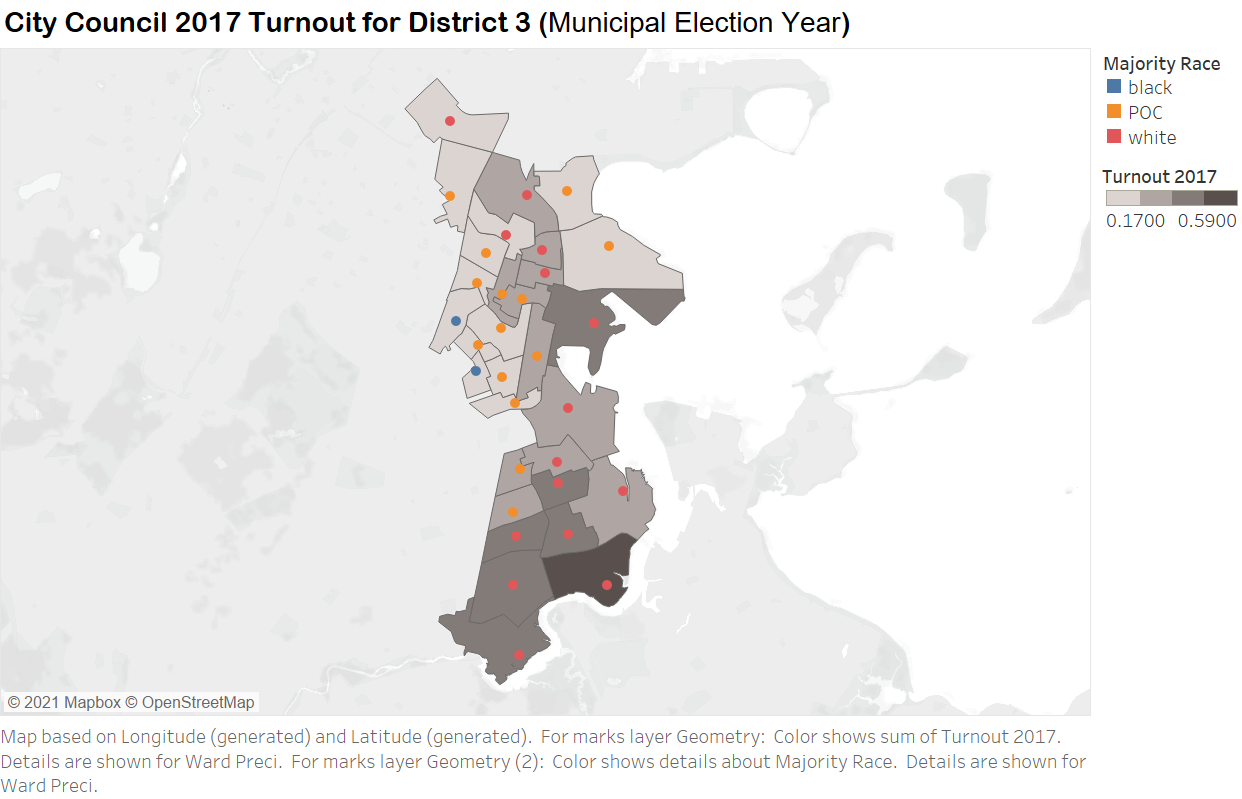 City Council 2017 Turnout for District 3 (Municipal Election Year)
Majority Race
black
POC
white
Turnout 2017
0.1700 0.5900
© 2021 Mapbox © OpenStreetMap
Map based on Longitude (generated) and Latitude (generated). For marks layer Geometry: Color shows sum of Turnout 2017.
Details are shown for Ward Preci. For marks layer Geometry (2): Color shows details about Majority Race. Details are shown for
Ward Preci.